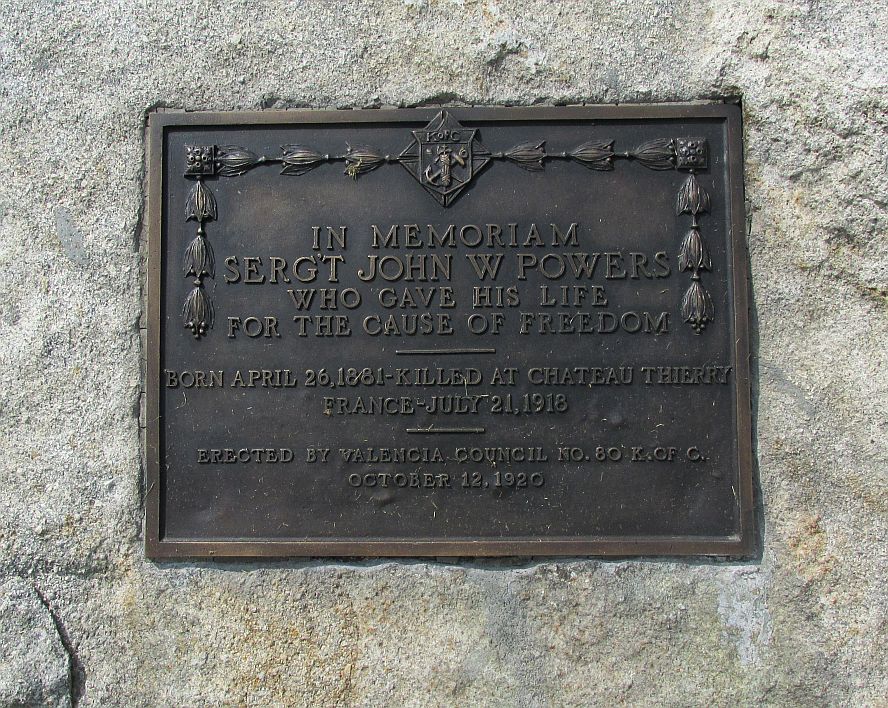 K of C
IN MEMORIAM
SERG'T JOHN W POWERS
WHO GAVE HIS LIFE
FOR THE CAUSE OF FREEDOM
BORN APRIL 26, 1881-KILLED AT CHATEAU THIERRY
FRANCE-JULY 21, 1918
ERECTED BY VALENCIA COUNCIL NO. 80 K. OF C.
OCTOBER 12, 1920